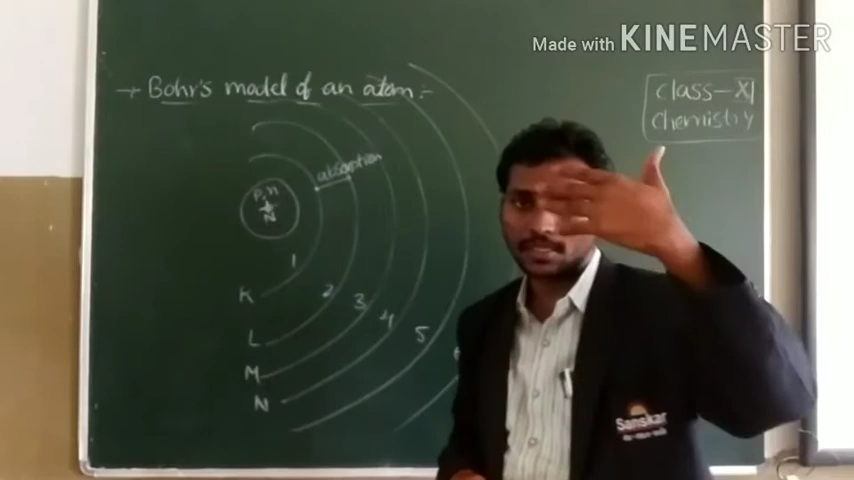 Made with KINEMASTER
→ Bohr's model of an atom :-
class-XI
chemistry
absorption
P, n
N
1
K
2
L
3
M
4
N
5
Sanskar